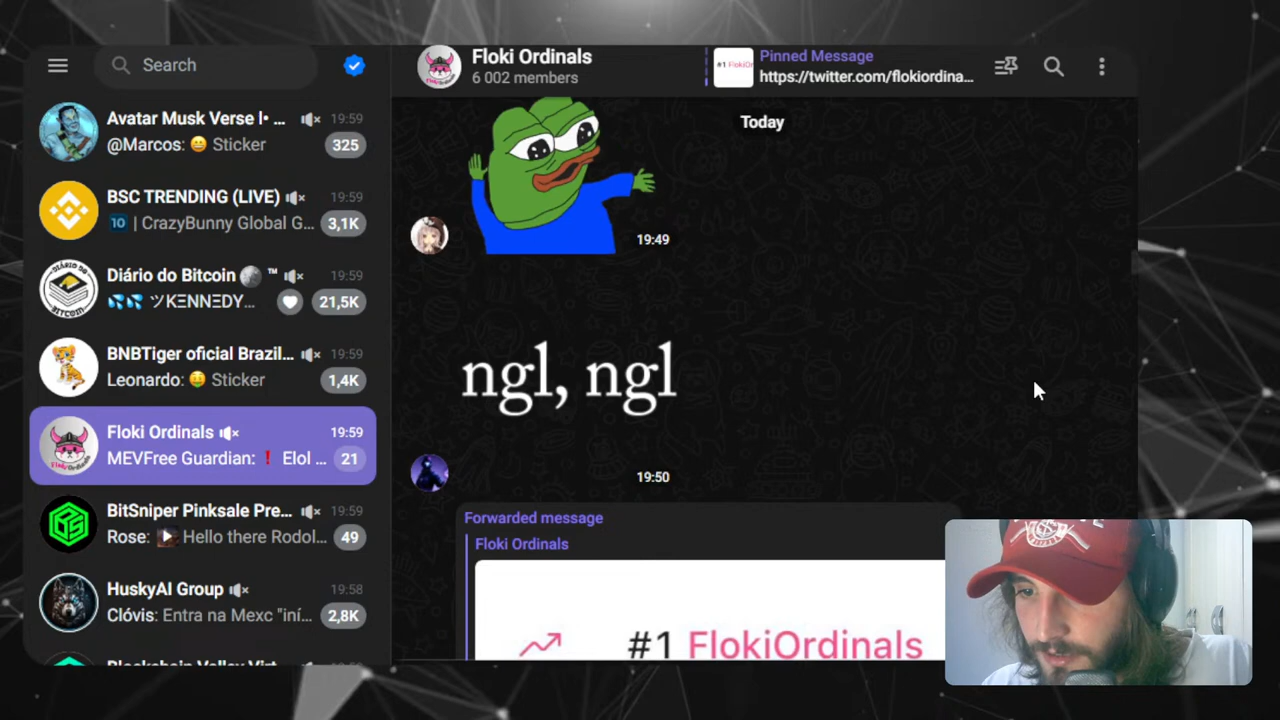 Search
Avatar Musk Verse l• ... 19:59
@Marcos: 😀 Sticker 325
BSC TRENDING (LIVE) 19:59
10 | CrazyBunny Global G... 3,1K
Diário do Bitcoin ™ 19:59
💦💦 ツKΞNNΞDY... 21,5K
BNBTiger oficial Brazil... 19:59
Leonardo: 🤑 Sticker 1,4K
Floki Ordinals 19:59
MEVFree Guardian: ❗ Elol ... 21
BitSniper Pinksale Pre... 19:59
Rose: Hello there Rodol... 49
HuskyAI Group 19:58
Clóvis: Entra na Mexc "iní... 2,8K
Floki Ordinals
6 002 members
Pinned Message
https://twitter.com/flokiordina...
Today
19:49
ngl, ngl
19:50
Forwarded message
Floki Ordinals
#1 FlokiOrdinals